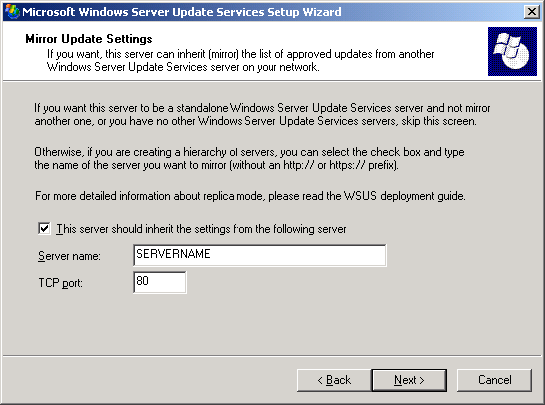 Microsoft Windows Server Update Services Setup Wizard
Mirror Update Settings
If you want, this server can inherit (mirror) the list of approved updates from another
Windows Server Update Services server on your network.
If you want this server to be a standalone Windows Server Update Services server and not mirror
another one, or you have no other Windows Server Update Services servers, skip this screen.
Otherwise, if you are creating a hierarchy of servers, you can select the check box and type
the name of the server you want to mirror (without an http:// or https:// prefix).
For more detailed information about replica mode, please read the WSUS deployment guide.
This server should inherit the settings from the following server
Server name: SERVERNAME
TCP port: 80
< Back Next > Cancel